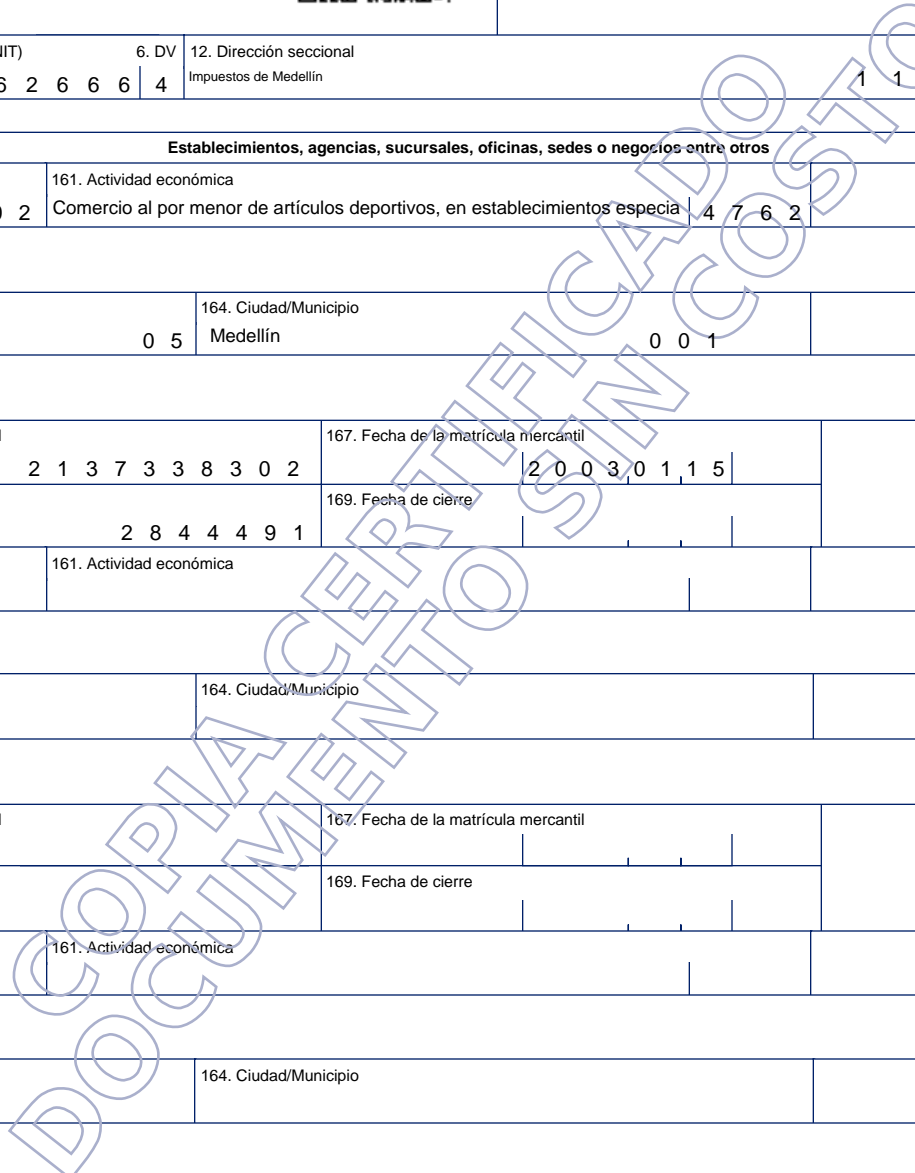 IIT) 6. DV 12. Dirección seccional
6 2 6 6 6 4 Impuestos de Medellín 1 1
Establecimientos, agencias, sucursales, oficinas, sedes o negocios entre otros
161. Actividad económica
2 Comercio al por menor de artículos deportivos, en establecimientos especia 4 7 6 2
164. Ciudad/Municipio
0 5 Medellín 0 0 1
167. Fecha de la matrícula mercantil
2 1 3 7 3 3 8 3 0 2 2 0 0 3 0 1 1 5
169. Fecha de cierre
2 8 4 4 4 9 1
161. Actividad económica
164. Ciudad/Municipio
167. Fecha de la matrícula mercantil
169. Fecha de cierre
161. Actividad económica
164. Ciudad/Municipio
COPIA CERTIFICADO
DOCUMENTO SIN COSTO